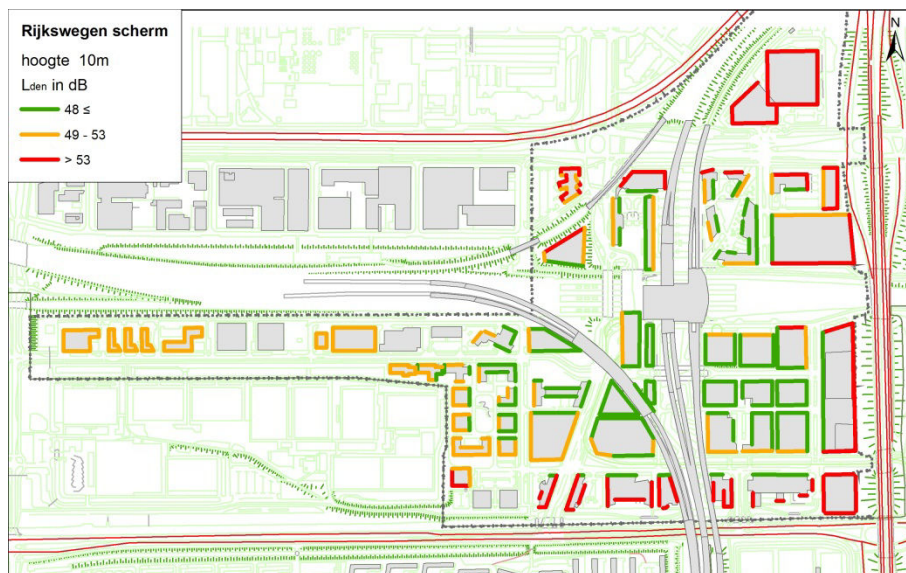 Rijkswegen scherm
hoogte 10m
Lden in dB
48 ≤
49 - 53
> 53
N